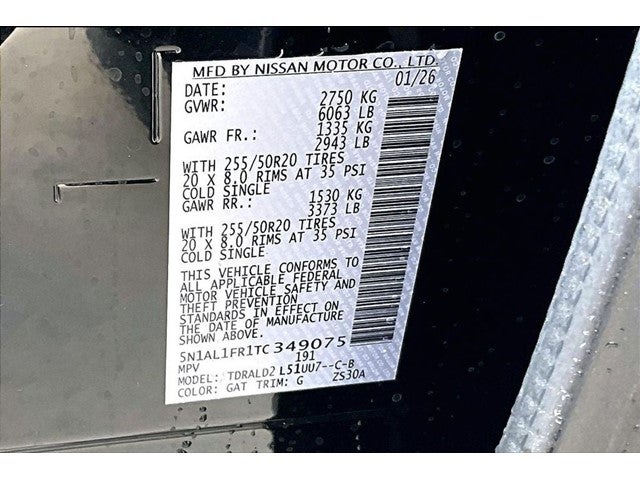 MFD BY NISSAN MOTOR CO., LTD.
DATE: 01/26
GVWR: 2750 KG
6063 LB
GAWR FR.: 1335 KG
2943 LB
WITH 255/50R20 TIRES
20 X 8.0 RIMS AT 35 PSI
COLD SINGLE
GAWR RR.: 1530 KG
3373 LB
WITH 255/50R20 TIRES
20 X 8.0 RIMS AT 35 PSI
COLD SINGLE
THIS VEHICLE CONFORMS TO
ALL APPLICABLE FEDERAL
MOTOR VEHICLE SAFETY AND
THEFT PREVENTION
STANDARDS IN EFFECT ON
THE DATE OF MANUFACTURE
5N1AL1FR1TC349075
MPV 191
MODEL: TDRALD2 L51UU7--C-B
COLOR: GAT TRIM: G ZS30A